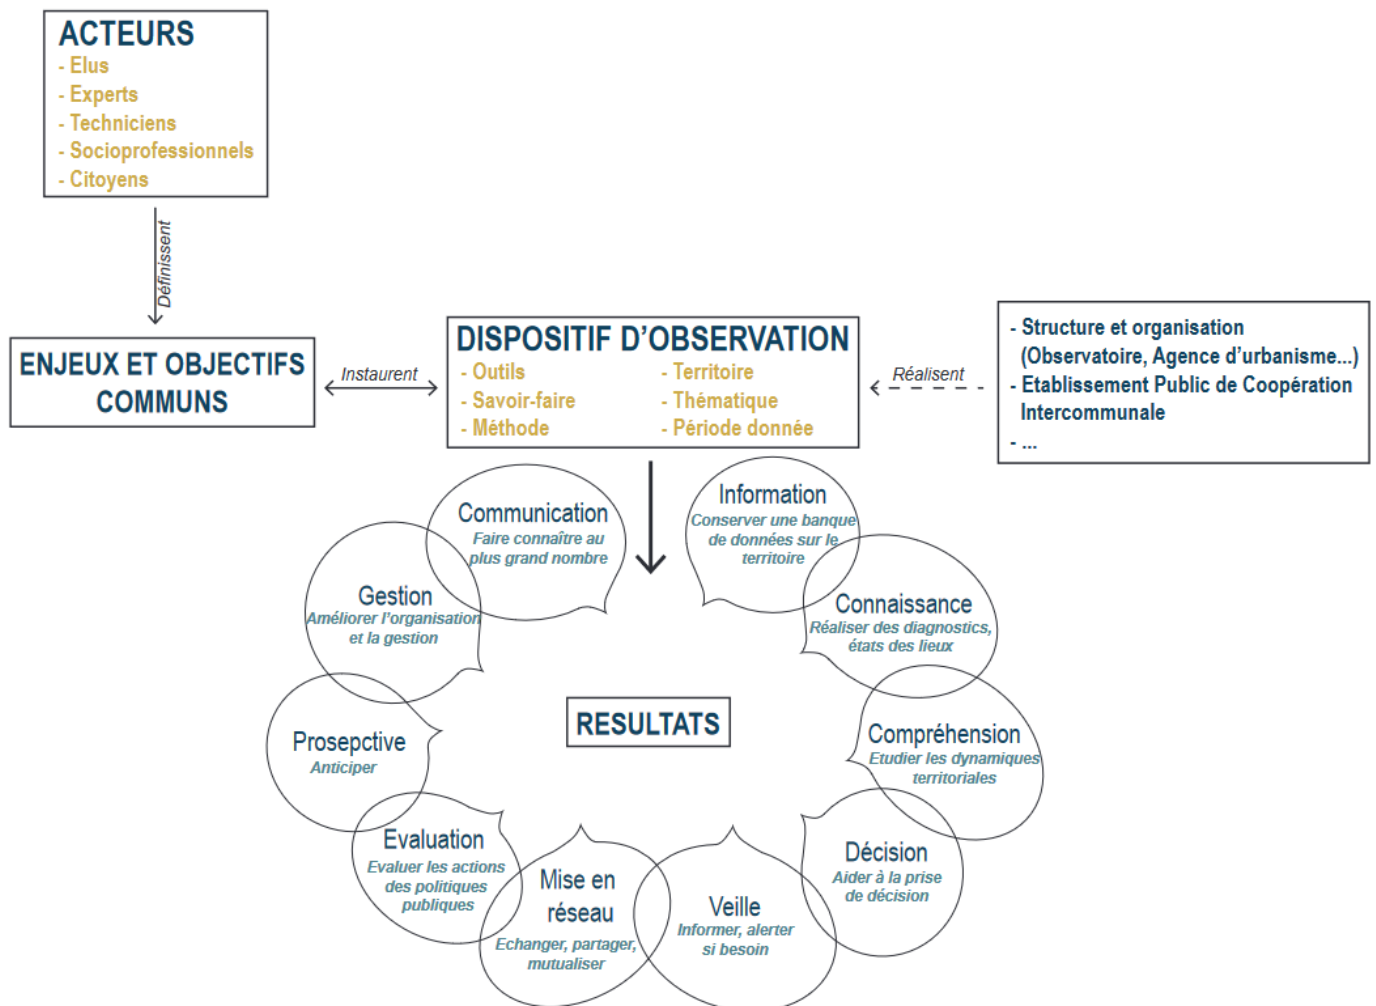 ACTEURS
- Elus
- Experts
- Techniciens
- Socioprofessionnels
- Citoyens
Définissent
ENJEUX ET OBJECTIFS
COMMUNS
Instaurent
DISPOSITIF D'OBSERVATION
- Outils
- Savoir-faire
- Méthode
- Territoire
- Thématique
- Période donnée
Réalisent
- Structure et organisation
(Observatoire, Agence d'urbanisme...)
- Etablissement Public de Coopération
Intercommunale
- ...
Communication
Faire connaître au
plus grand nombre
Information
Conserver une banque
de données sur le
territoire
Gestion
Améliorer l'organisation
et la gestion
Connaissance
Réaliser des diagnostics,
états des lieux
RESULTATS
Prosepctive
Anticiper
Compréhension
Etudier les dynamiques
territoriales
Evaluation
Evaluer les actions
des politiques
publiques
Décision
Aider à la prise
de décision
Mise en
réseau
Echanger, partager,
mutualiser
Veille
Informer, alerter
si besoin